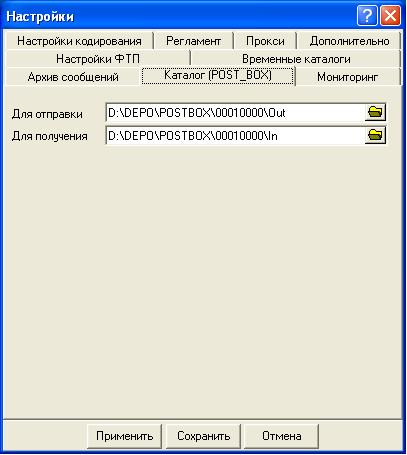 Настройки
Настройки кодирования Регламент Прокси Дополнительно
Настройки ФТП Временные каталоги
Архив сообщений Каталог (POST_BOX) Мониторинг
Для отправки D:\DEPO\POSTBOX\00010000\Out
Для получения D:\DEPO\POSTBOX\00010000\In
Применить Сохранить Отмена